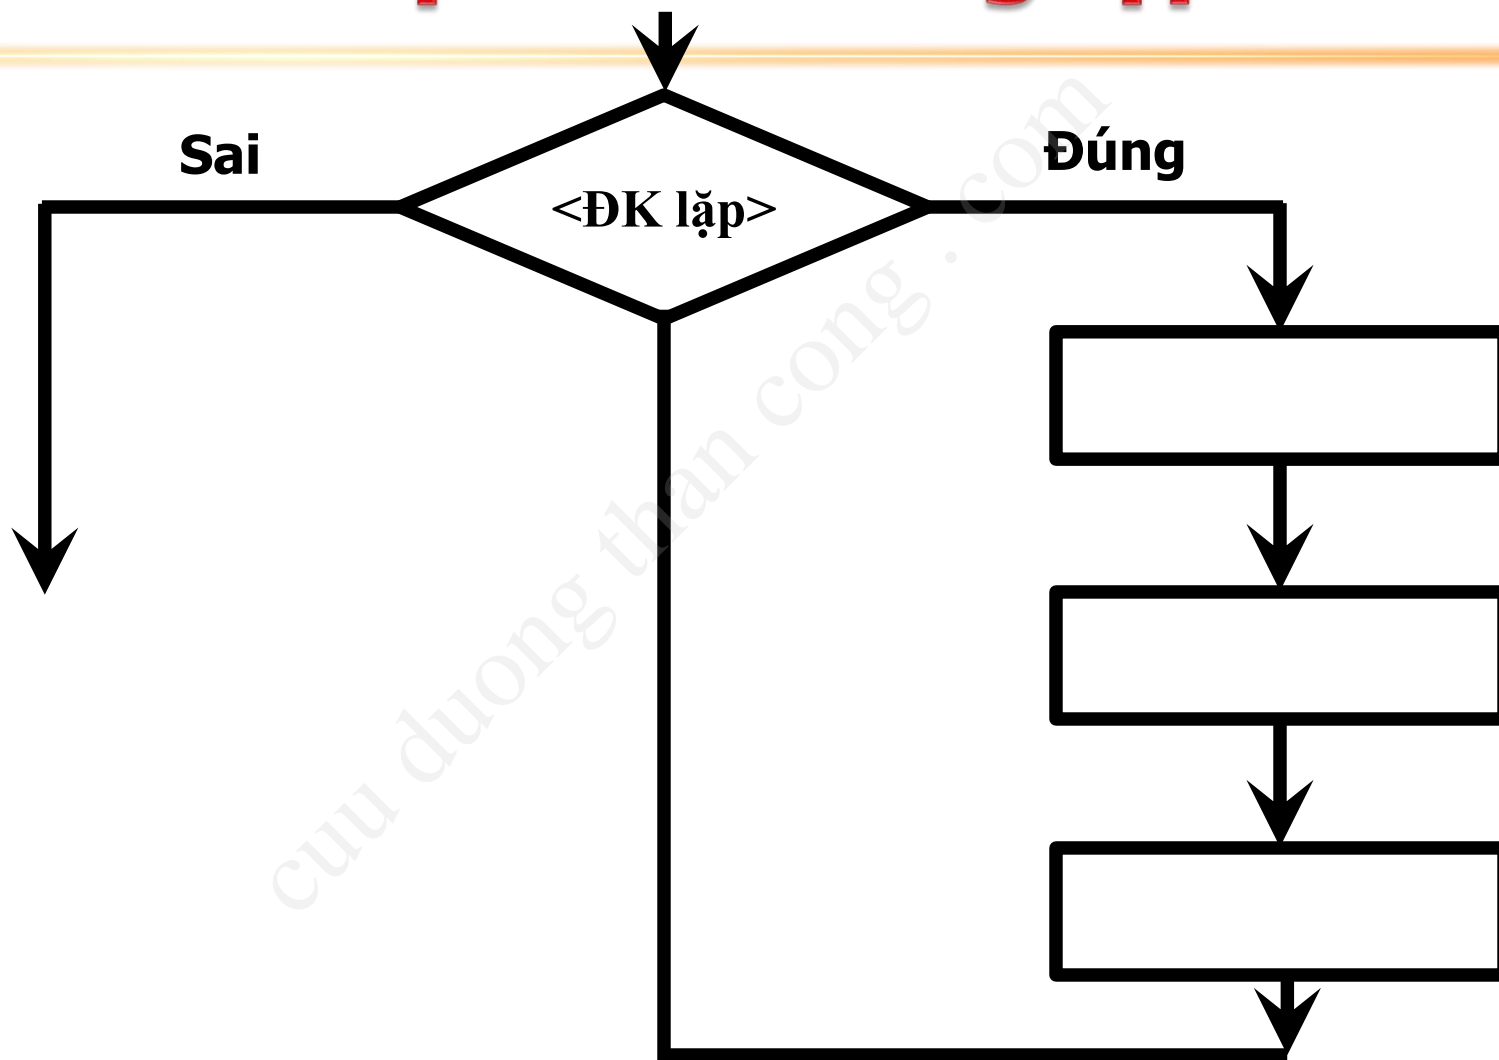 Sai
Đúng
<ĐK lặp>
cuu duong than cong . com